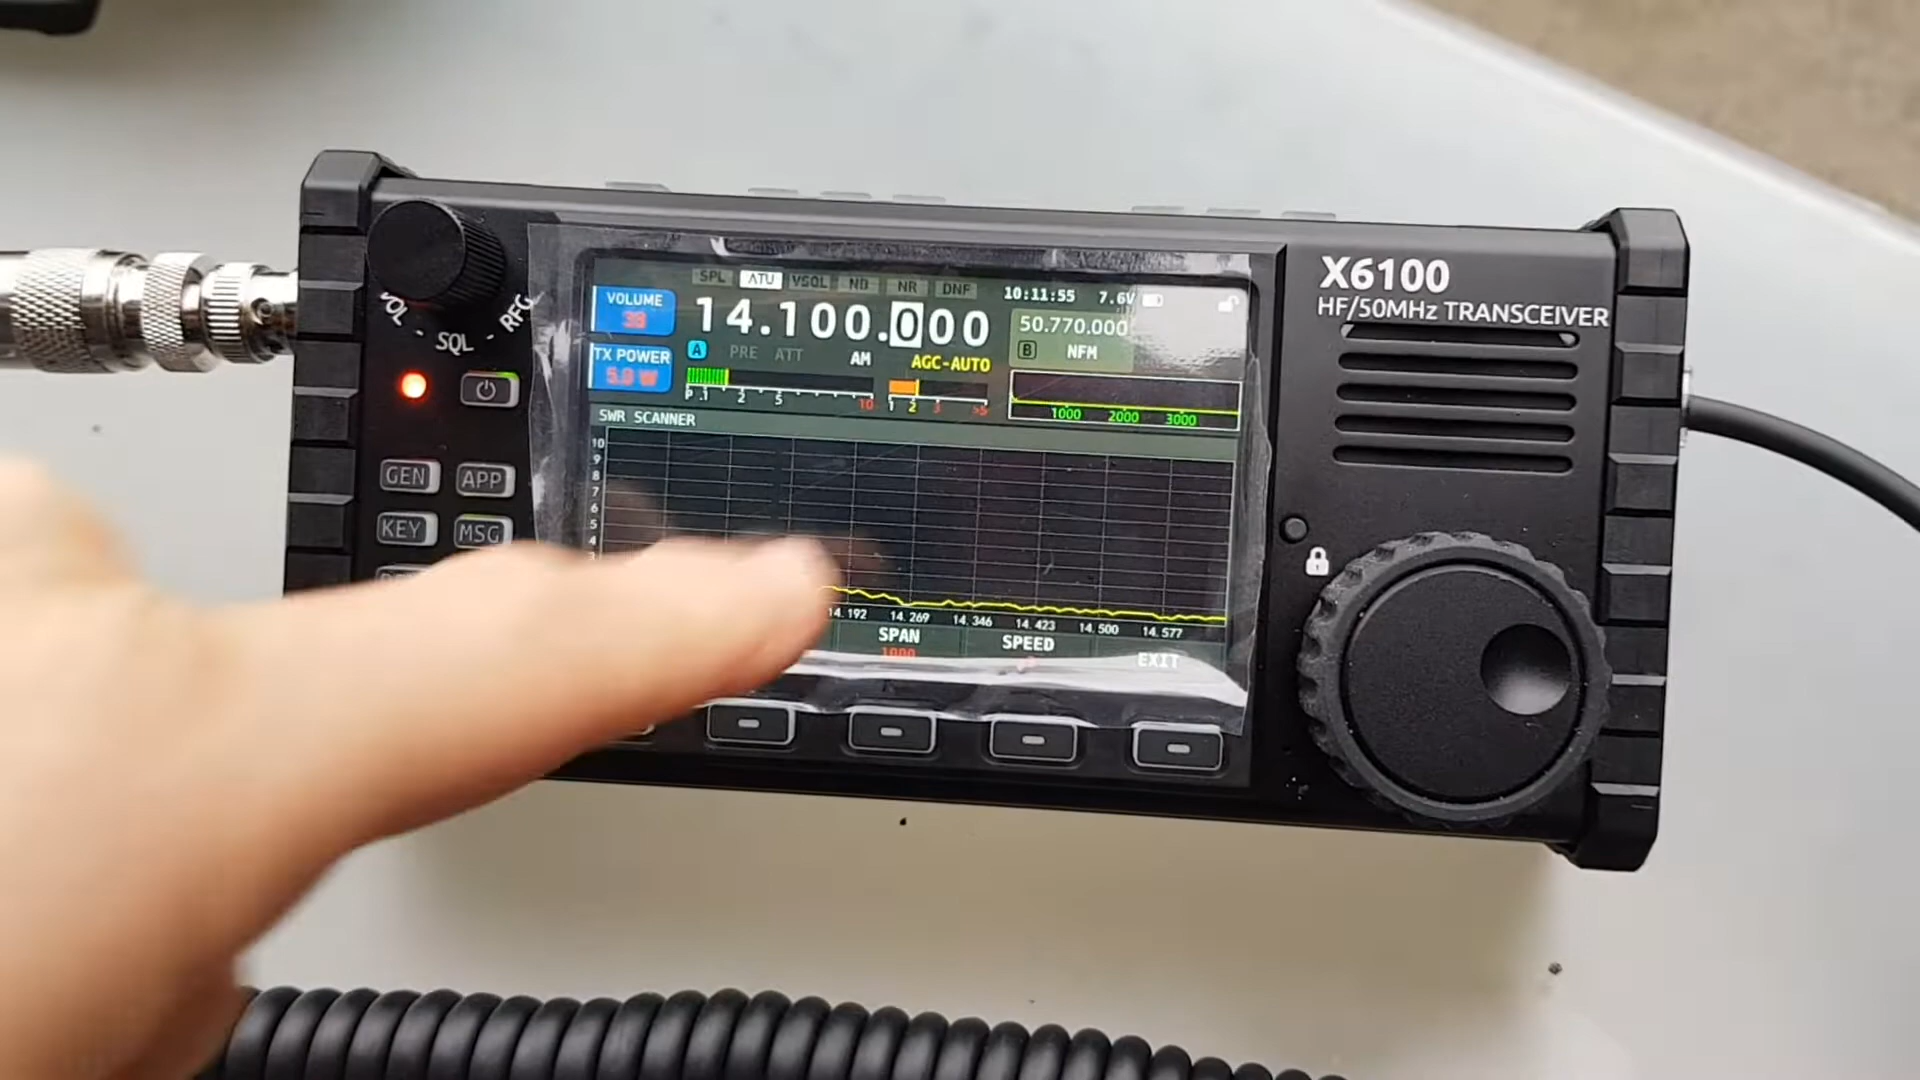 X6100
HF/50MHz TRANSCEIVER
SPL ATU VSQL NB NR DNF
10:11:55 7.6V
VOLUME
39
14.100.000
50.770.000
TX POWER
5.0 W
A PRE ATT AM AGC-AUTO
B NFM
P .1 2 5 10 1 2 3 >5
1000 2000 3000
SWR SCANNER
10
9
8
7
6
5
4
14.192 14.269 14.346 14.423 14.500 14.577
SPAN SPEED EXIT
1000
VOL - SQL - RFG
GEN APP
KEY MSG